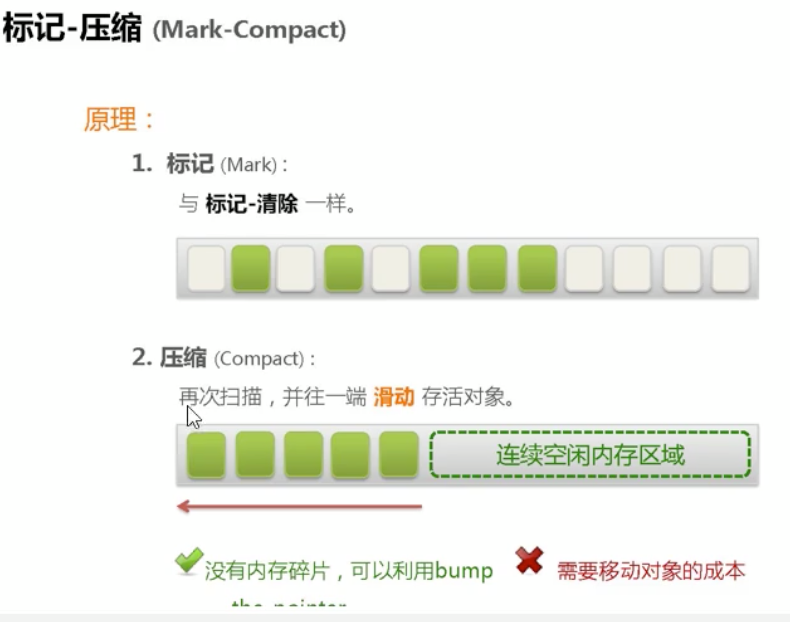 标记-压缩 (Mark-Compact)
原理：
1. 标记 (Mark)：
与 标记-清除 一样。
2. 压缩 (Compact)：
再次扫描，并往一端 滑动 存活对象。
连续空闲内存区域
没有内存碎片，可以利用bump
需要移动对象的成本
the pointer